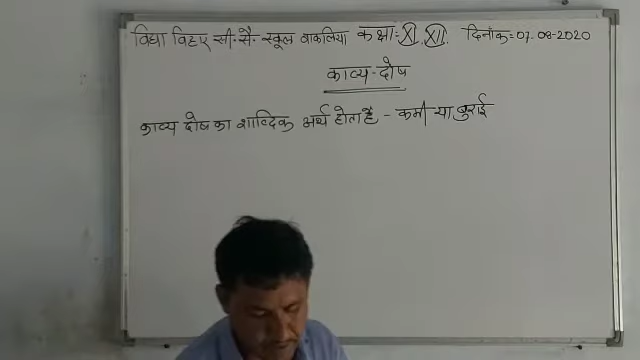 विद्या विहार सी. सै. स्कूल बाकलिया कक्षा:- XI, XII. दिनांक = 07-08-2020
काव्य-दोष
काव्य दोष का शाब्दिक अर्थ होता है - कमी या बुराई